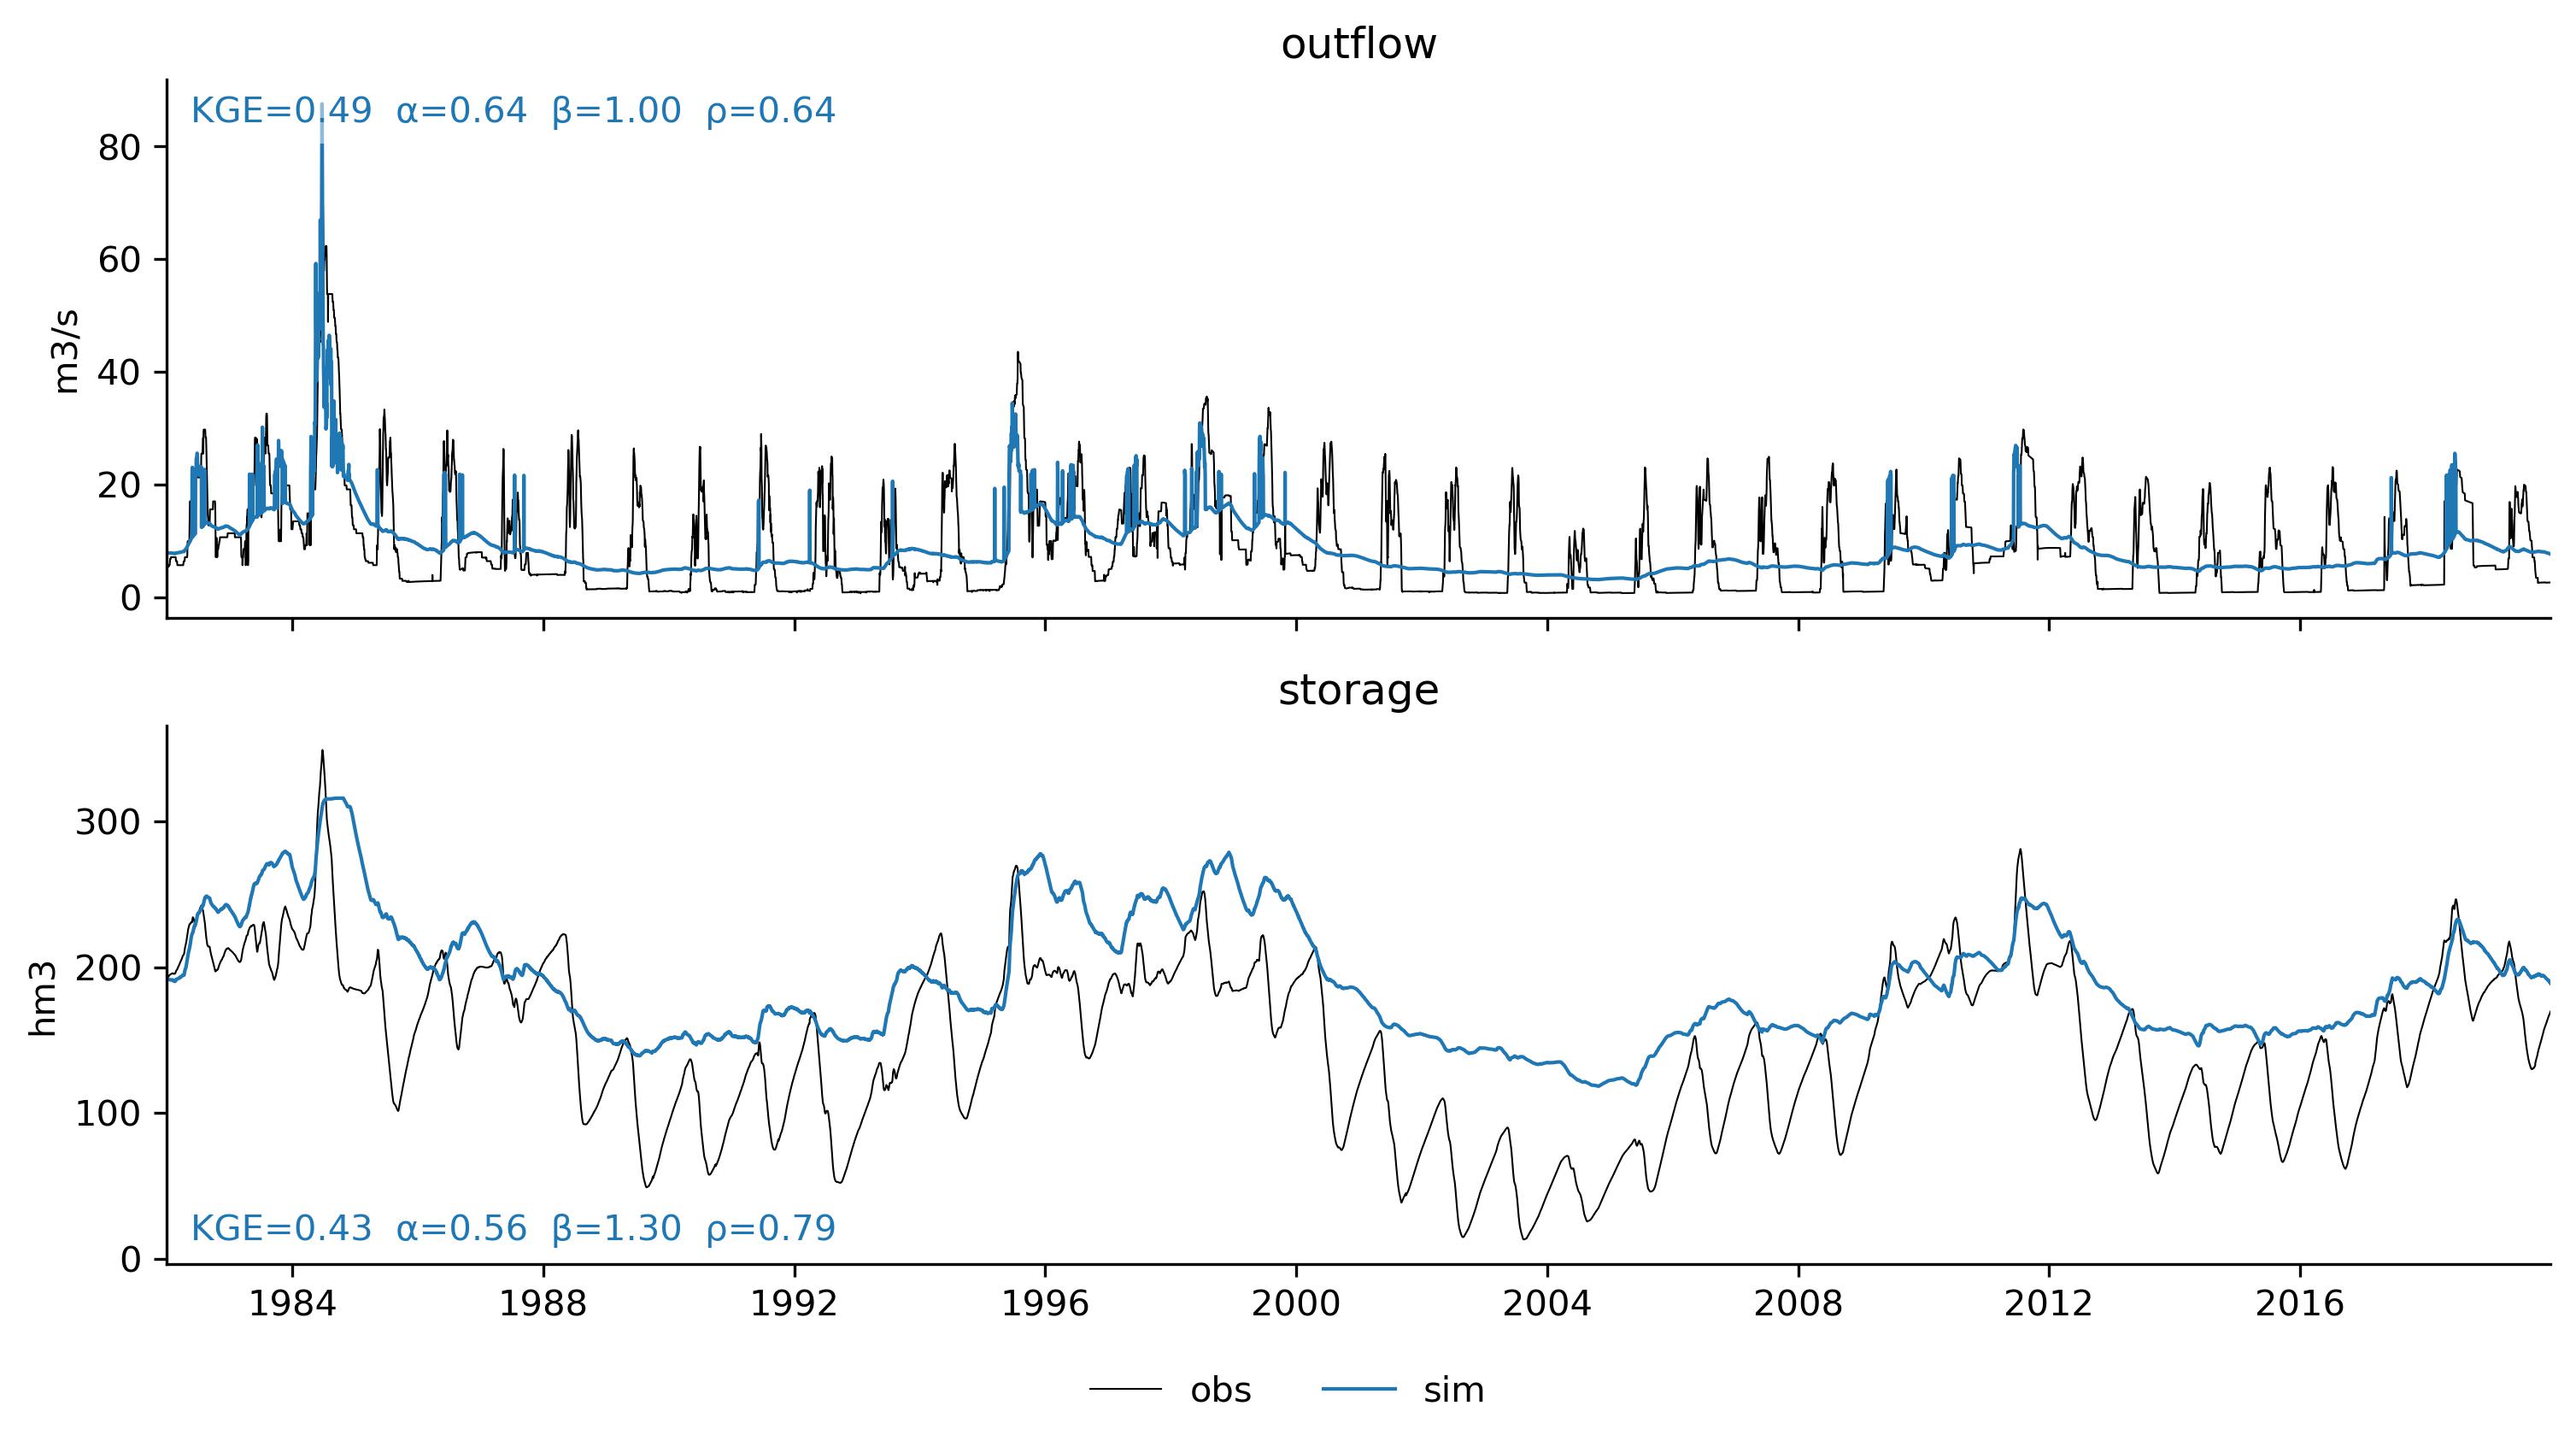 outflow
KGE=0.49 α=0.64 β=1.00 ρ=0.64
80
60
40
20
0
m3/s
storage
300
200
100
0
hm3
KGE=0.43 α=0.56 β=1.30 ρ=0.79
1984 1988 1992 1996 2000 2004 2008 2012 2016
obs sim